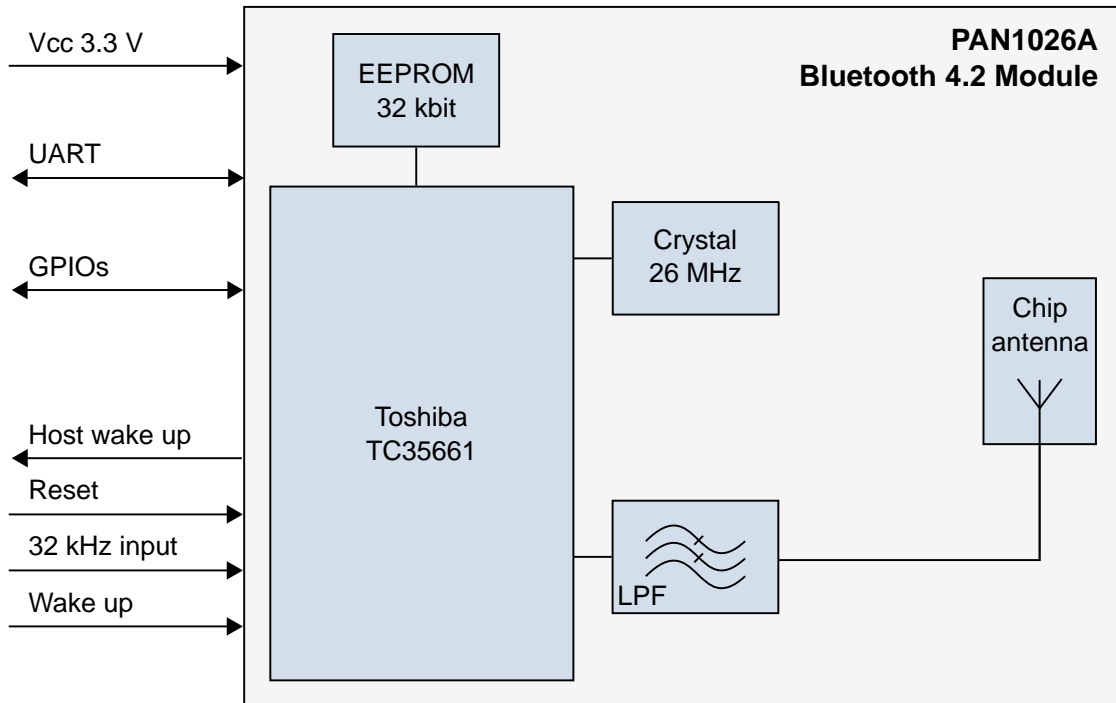 Vcc 3.3 V
UART
GPIOs
Host wake up
Reset
32 kHz input
Wake up
PAN1026A
Bluetooth 4.2 Module
EEPROM
32 kbit
Crystal
26 MHz
Toshiba
TC35661
Chip
antenna
LPF